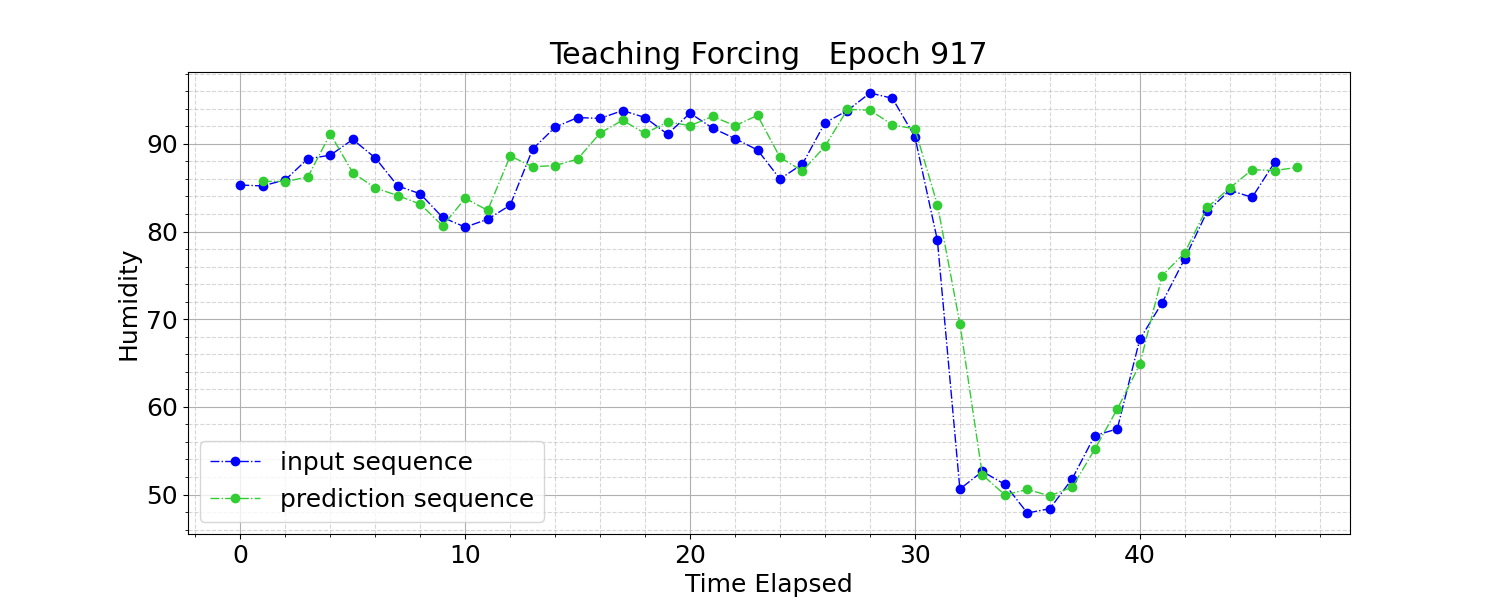 Teaching Forcing   Epoch 917
Humidity
90
80
70
60
50
input sequence
prediction sequence
0 10 20 30 40
Time Elapsed